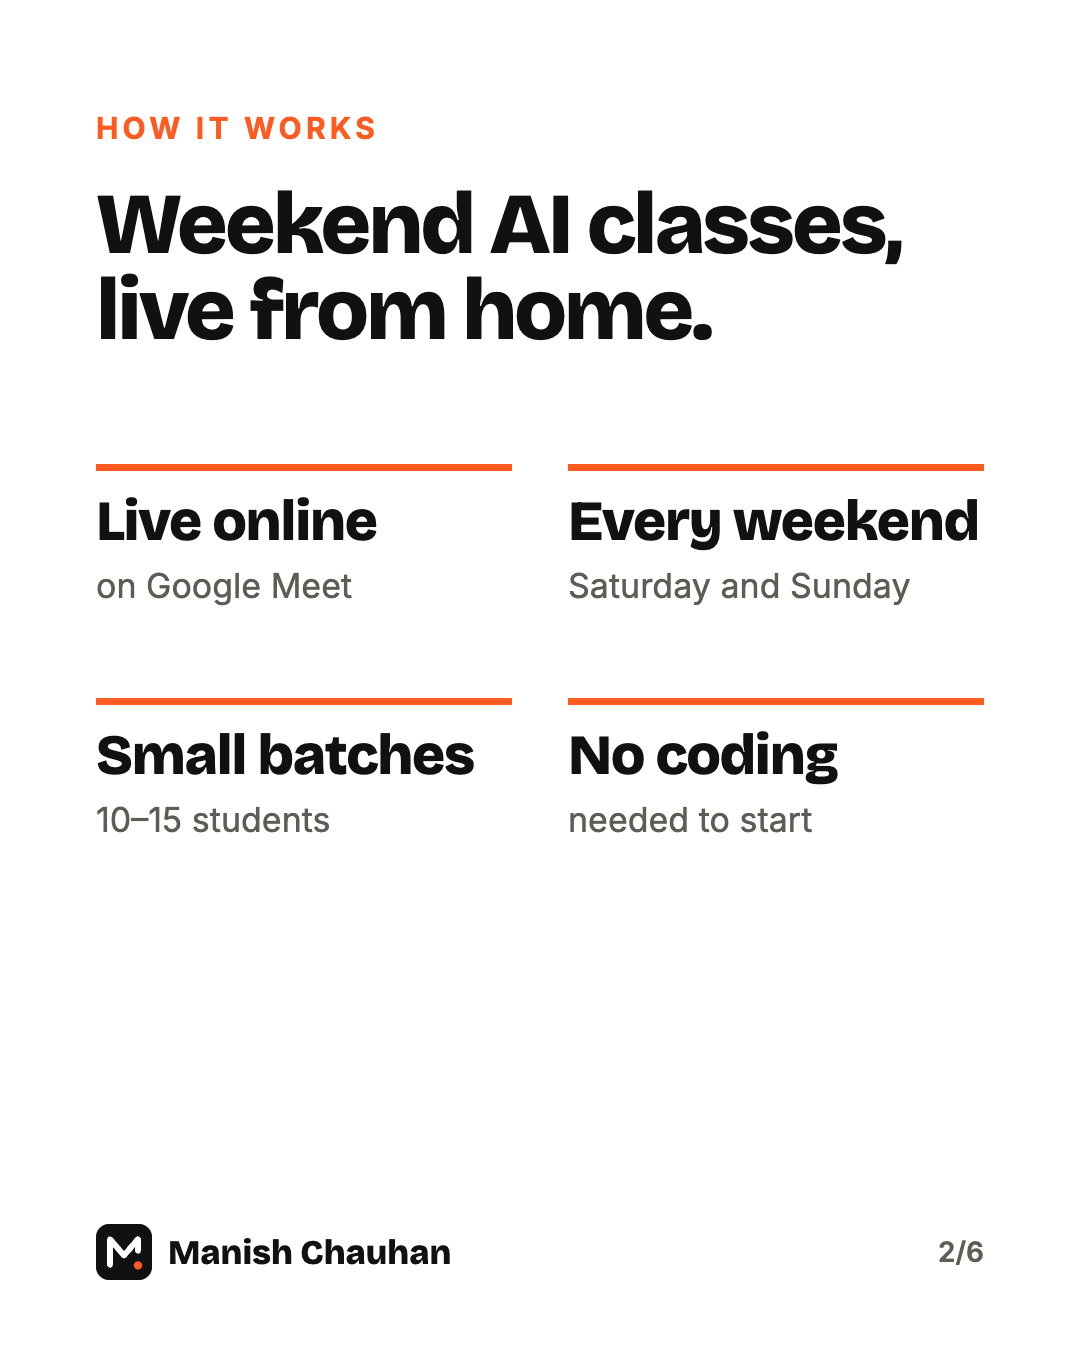 HOW IT WORKS
Weekend AI classes,
live from home.
Live online
on Google Meet
Every weekend
Saturday and Sunday
Small batches
10–15 students
No coding
needed to start
M
Manish Chauhan
2/6